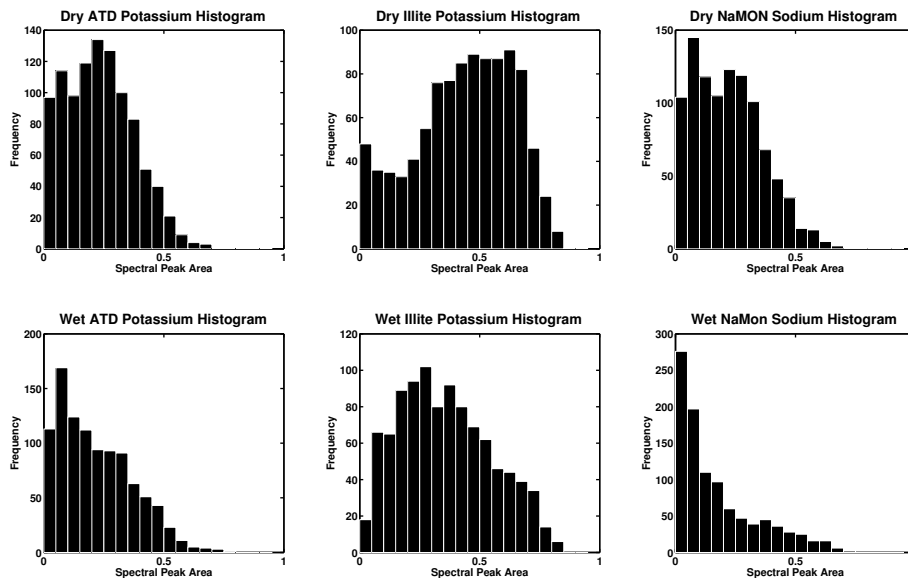 Dry ATD Potassium Histogram
140
120
100
80
60
40
20
0
Frequency
0
0.5
1
Spectral Peak Area
Dry Illite Potassium Histogram
100
80
60
40
20
0
Frequency
0
0.5
1
Spectral Peak Area
Dry NaMON Sodium Histogram
150
100
50
0
Frequency
0
0.5
Spectral Peak Area
Wet ATD Potassium Histogram
200
150
100
50
0
Frequency
0
0.5
1
Spectral Peak Area
Wet Illite Potassium Histogram
120
100
80
60
40
20
0
Frequency
0
0.5
1
Spectral Peak Area
Wet NaMon Sodium Histogram
300
250
200
150
100
50
0
Frequency
0
0.5
Spectral Peak Area